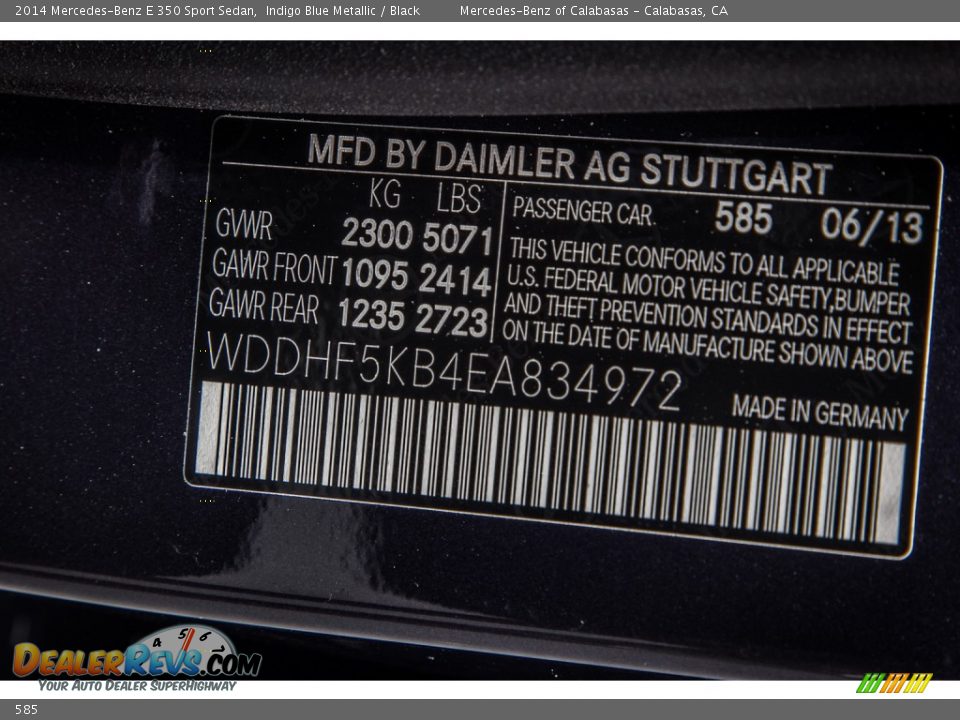 2014 Mercedes-Benz E 350 Sport Sedan, Indigo Blue Metallic / Black Mercedes-Benz of Calabasas - Calabasas, CA
MFD BY DAIMLER AG STUTTGART
KG LBS
GVWR 2300 5071
GAWR FRONT 1095 2414
GAWR REAR 1235 2723
PASSENGER CAR 585 06/13
THIS VEHICLE CONFORMS TO ALL APPLICABLE
U.S. FEDERAL MOTOR VEHICLE SAFETY, BUMPER
AND THEFT PREVENTION STANDARDS IN EFFECT
ON THE DATE OF MANUFACTURE SHOWN ABOVE
WDDHF5KB4EA834972
MADE IN GERMANY
4 5 6
DEALERREVS.COM
YOUR AUTO DEALER SUPERHIGHWAY
585